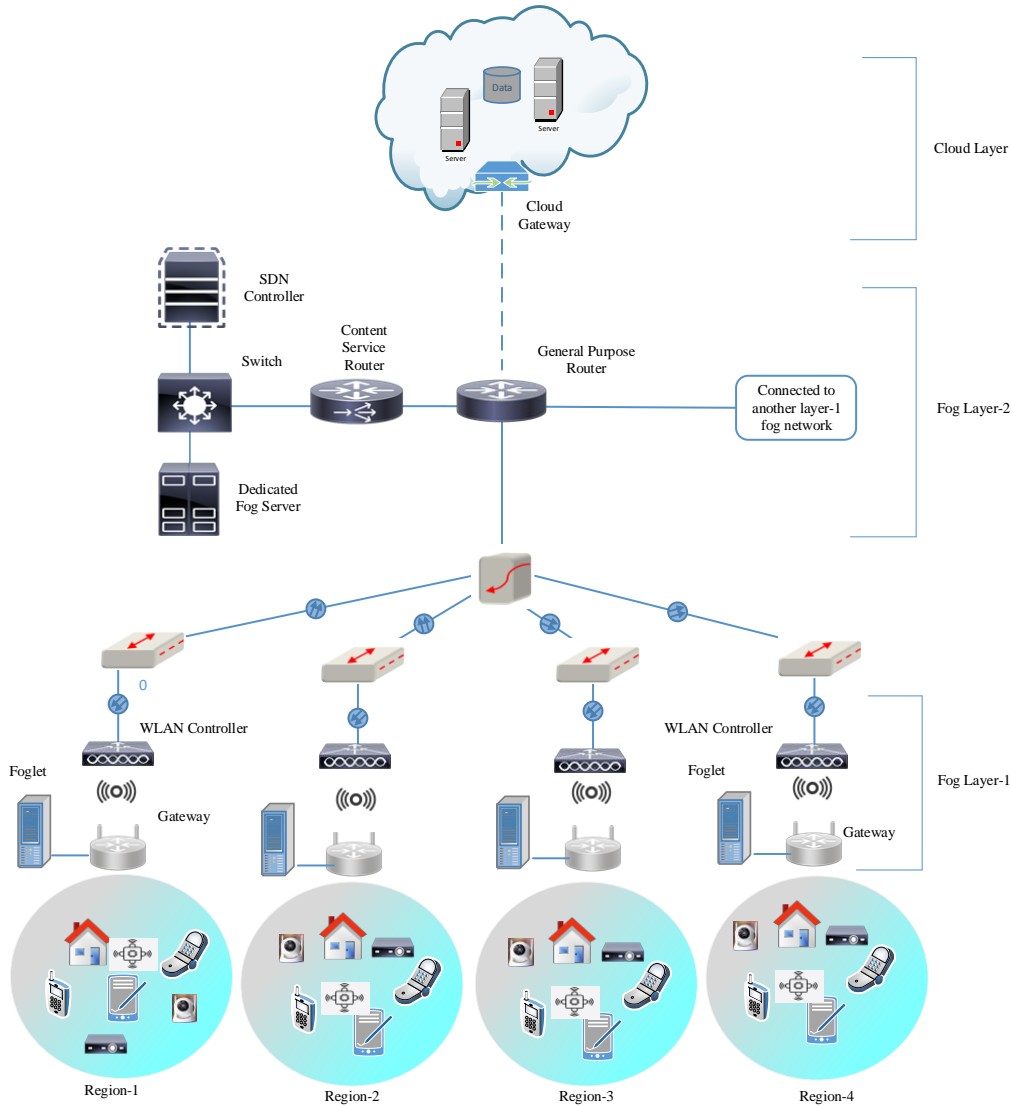 Data
Server
Server
Cloud Layer
Cloud
Gateway
SDN
Controller
Content
Service
Router
Switch
General Purpose
Router
Connected to
another layer-1
fog network
Fog Layer-2
Dedicated
Fog Server
0
WLAN Controller
WLAN Controller
Foglet
Foglet
Fog Layer-1
Gateway
Gateway
Region-1
Region-2
Region-3
Region-4